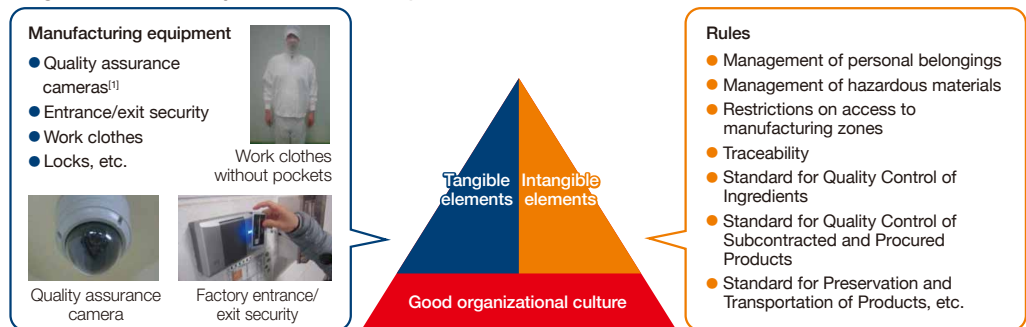 Manufacturing equipment
● Quality assurance
cameras[1]
● Entrance/exit security
● Work clothes
● Locks, etc.
Work clothes
without pockets
Quality assurance
camera
Factory entrance/
exit security
Tangible
elements
Intangible
elements
Good organizational culture
Rules
● Management of personal belongings
● Management of hazardous materials
● Restrictions on access to
manufacturing zones
● Traceability
● Standard for Quality Control of
Ingredients
● Standard for Quality Control of
Subcontracted and Procured
Products
● Standard for Preservation and
Transportation of Products, etc.